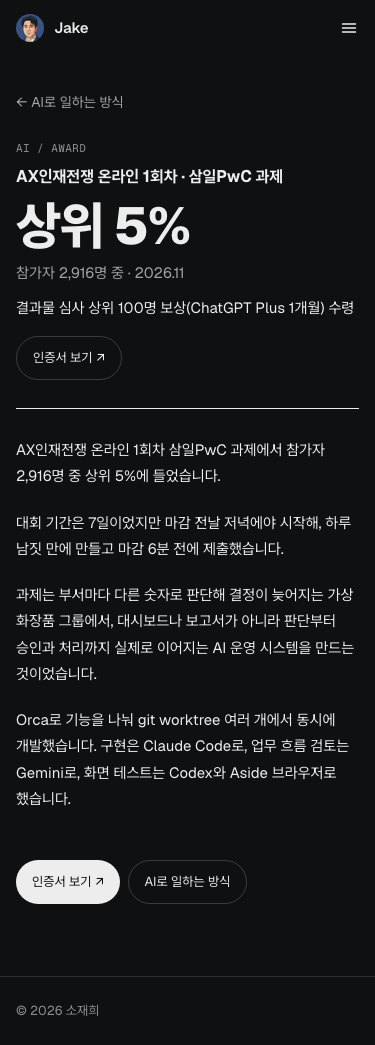 Jake
← AI로 일하는 방식
AI / AWARD
AX인재전쟁 온라인 1회차 · 삼일PwC 과제
상위 5%
참가자 2,916명 중 · 2026.11
결과물 심사 상위 100명 보상(ChatGPT Plus 1개월) 수령
인증서 보기 ↗
AX인재전쟁 온라인 1회차 삼일PwC 과제에서 참가자
2,916명 중 상위 5%에 들었습니다.
대회 기간은 7일이었지만 마감 전날 저녁에야 시작해, 하루
남짓 만에 만들고 마감 6분 전에 제출했습니다.
과제는 부서마다 다른 숫자로 판단해 결정이 늦어지는 가상
화장품 그룹에서, 대시보드나 보고서가 아니라 판단부터
승인과 처리까지 실제로 이어지는 AI 운영 시스템을 만드는
것이었습니다.
Orca로 기능을 나눠 git worktree 여러 개에서 동시에
개발했습니다. 구현은 Claude Code로, 업무 흐름 검토는
Gemini로, 화면 테스트는 Codex와 Aside 브라우저로
했습니다.
인증서 보기 ↗
AI로 일하는 방식
© 2026 소재희